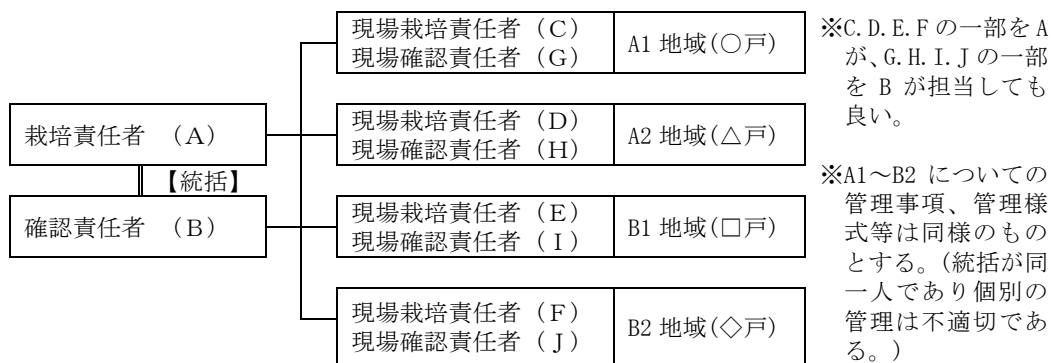 現場栽培責任者（Ｃ）
現場確認責任者（Ｇ）
A1 地域(○戸)
現場栽培責任者（Ｄ）
現場確認責任者（Ｈ）
A2 地域(△戸)
栽培責任者　（Ａ）
【統括】
確認責任者　（Ｂ）
現場栽培責任者（Ｅ）
現場確認責任者（Ｉ）
B1 地域(□戸)
現場栽培責任者（Ｆ）
現場確認責任者（Ｊ）
B2 地域(◇戸)
※C.D.E.F の一部を A
が、G.H.I.J の一部
を B が担当しても
良い。
※A1～B2 についての
管理事項、管理様
式等は同様のもの
とする。(統括が同
一人であり個別の
管理は不適切であ
る。)